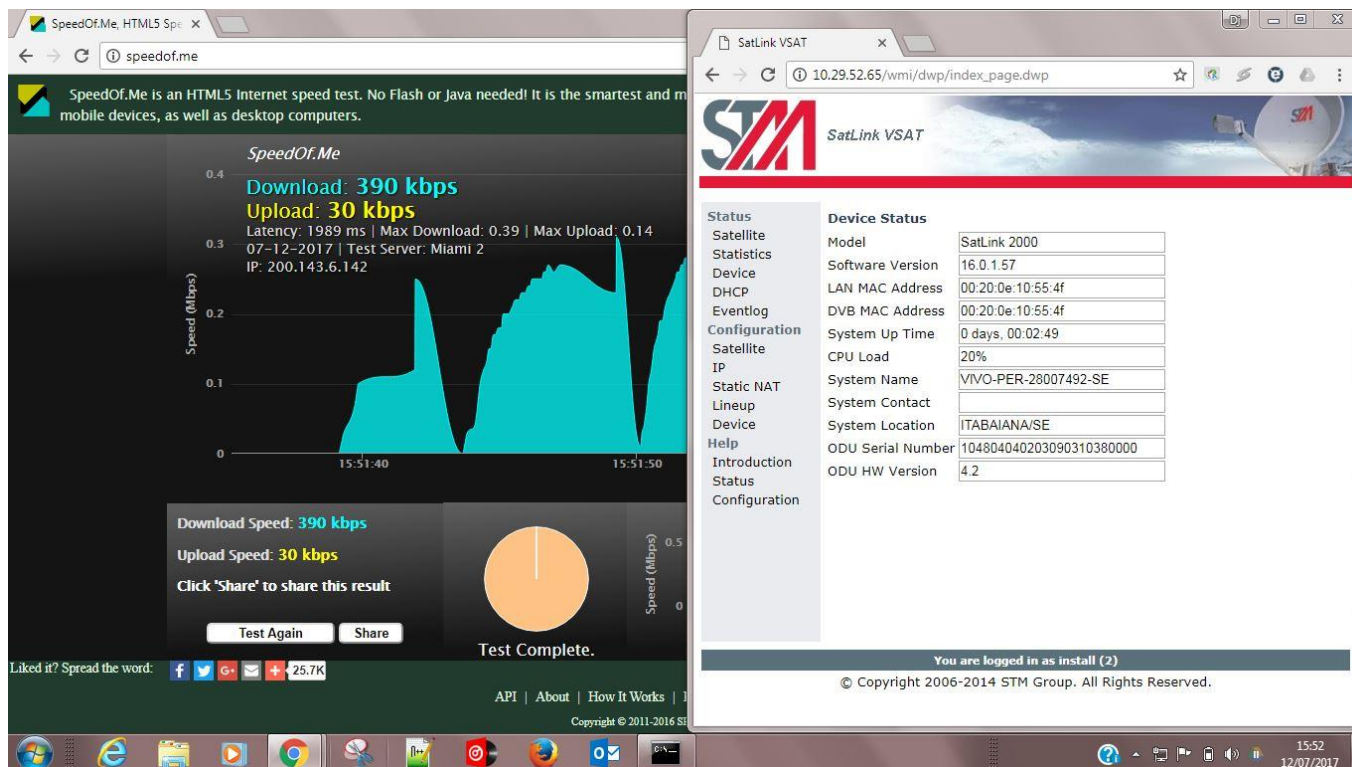 SpeedOf.Me, HTML5 Spe
speedof.me
SpeedOf.Me is an HTML5 Internet speed test. No Flash or Java needed! It is the smartest and m
mobile devices, as well as desktop computers.
SpeedOf.Me
Download: 390 kbps
Upload: 30 kbps
Latency: 1989 ms | Max Download: 0.39 | Max Upload: 0.14
07-12-2017 | Test Server: Miami 2
IP: 200.143.6.142
Speed (Mbps)
0.4
0.3
0.2
0.1
0
15:51:40
15:51:50
Download Speed: 390 kbps
Upload Speed: 30 kbps
Click 'Share' to share this result
Test Again
Share
Test Complete.
Speed (Mbps)
0.5
0
Liked it? Spread the word:
25.7K
API | About | How It Works |
Copyright © 2011-2016
Dj
SatLink VSAT
10.29.52.65/wmi/dwp/index_page.dwp
STM
SatLink VSAT
STM
Status
Satellite
Statistics
Device
DHCP
Eventlog
Configuration
Satellite
IP
Static NAT
Lineup
Device
Help
Introduction
Status
Configuration
Device Status
Model SatLink 2000
Software Version 16.0.1.57
LAN MAC Address 00:20:0e:10:55:4f
DVB MAC Address 00:20:0e:10:55:4f
System Up Time 0 days, 00:02:49
CPU Load 20%
System Name VIVO-PER-28007492-SE
System Contact
System Location ITABAIANA/SE
ODU Serial Number 104804040203090310380000
ODU HW Version 4.2
You are logged in as install (2)
© Copyright 2006-2014 STM Group. All Rights Reserved.
15:52
12/07/2017